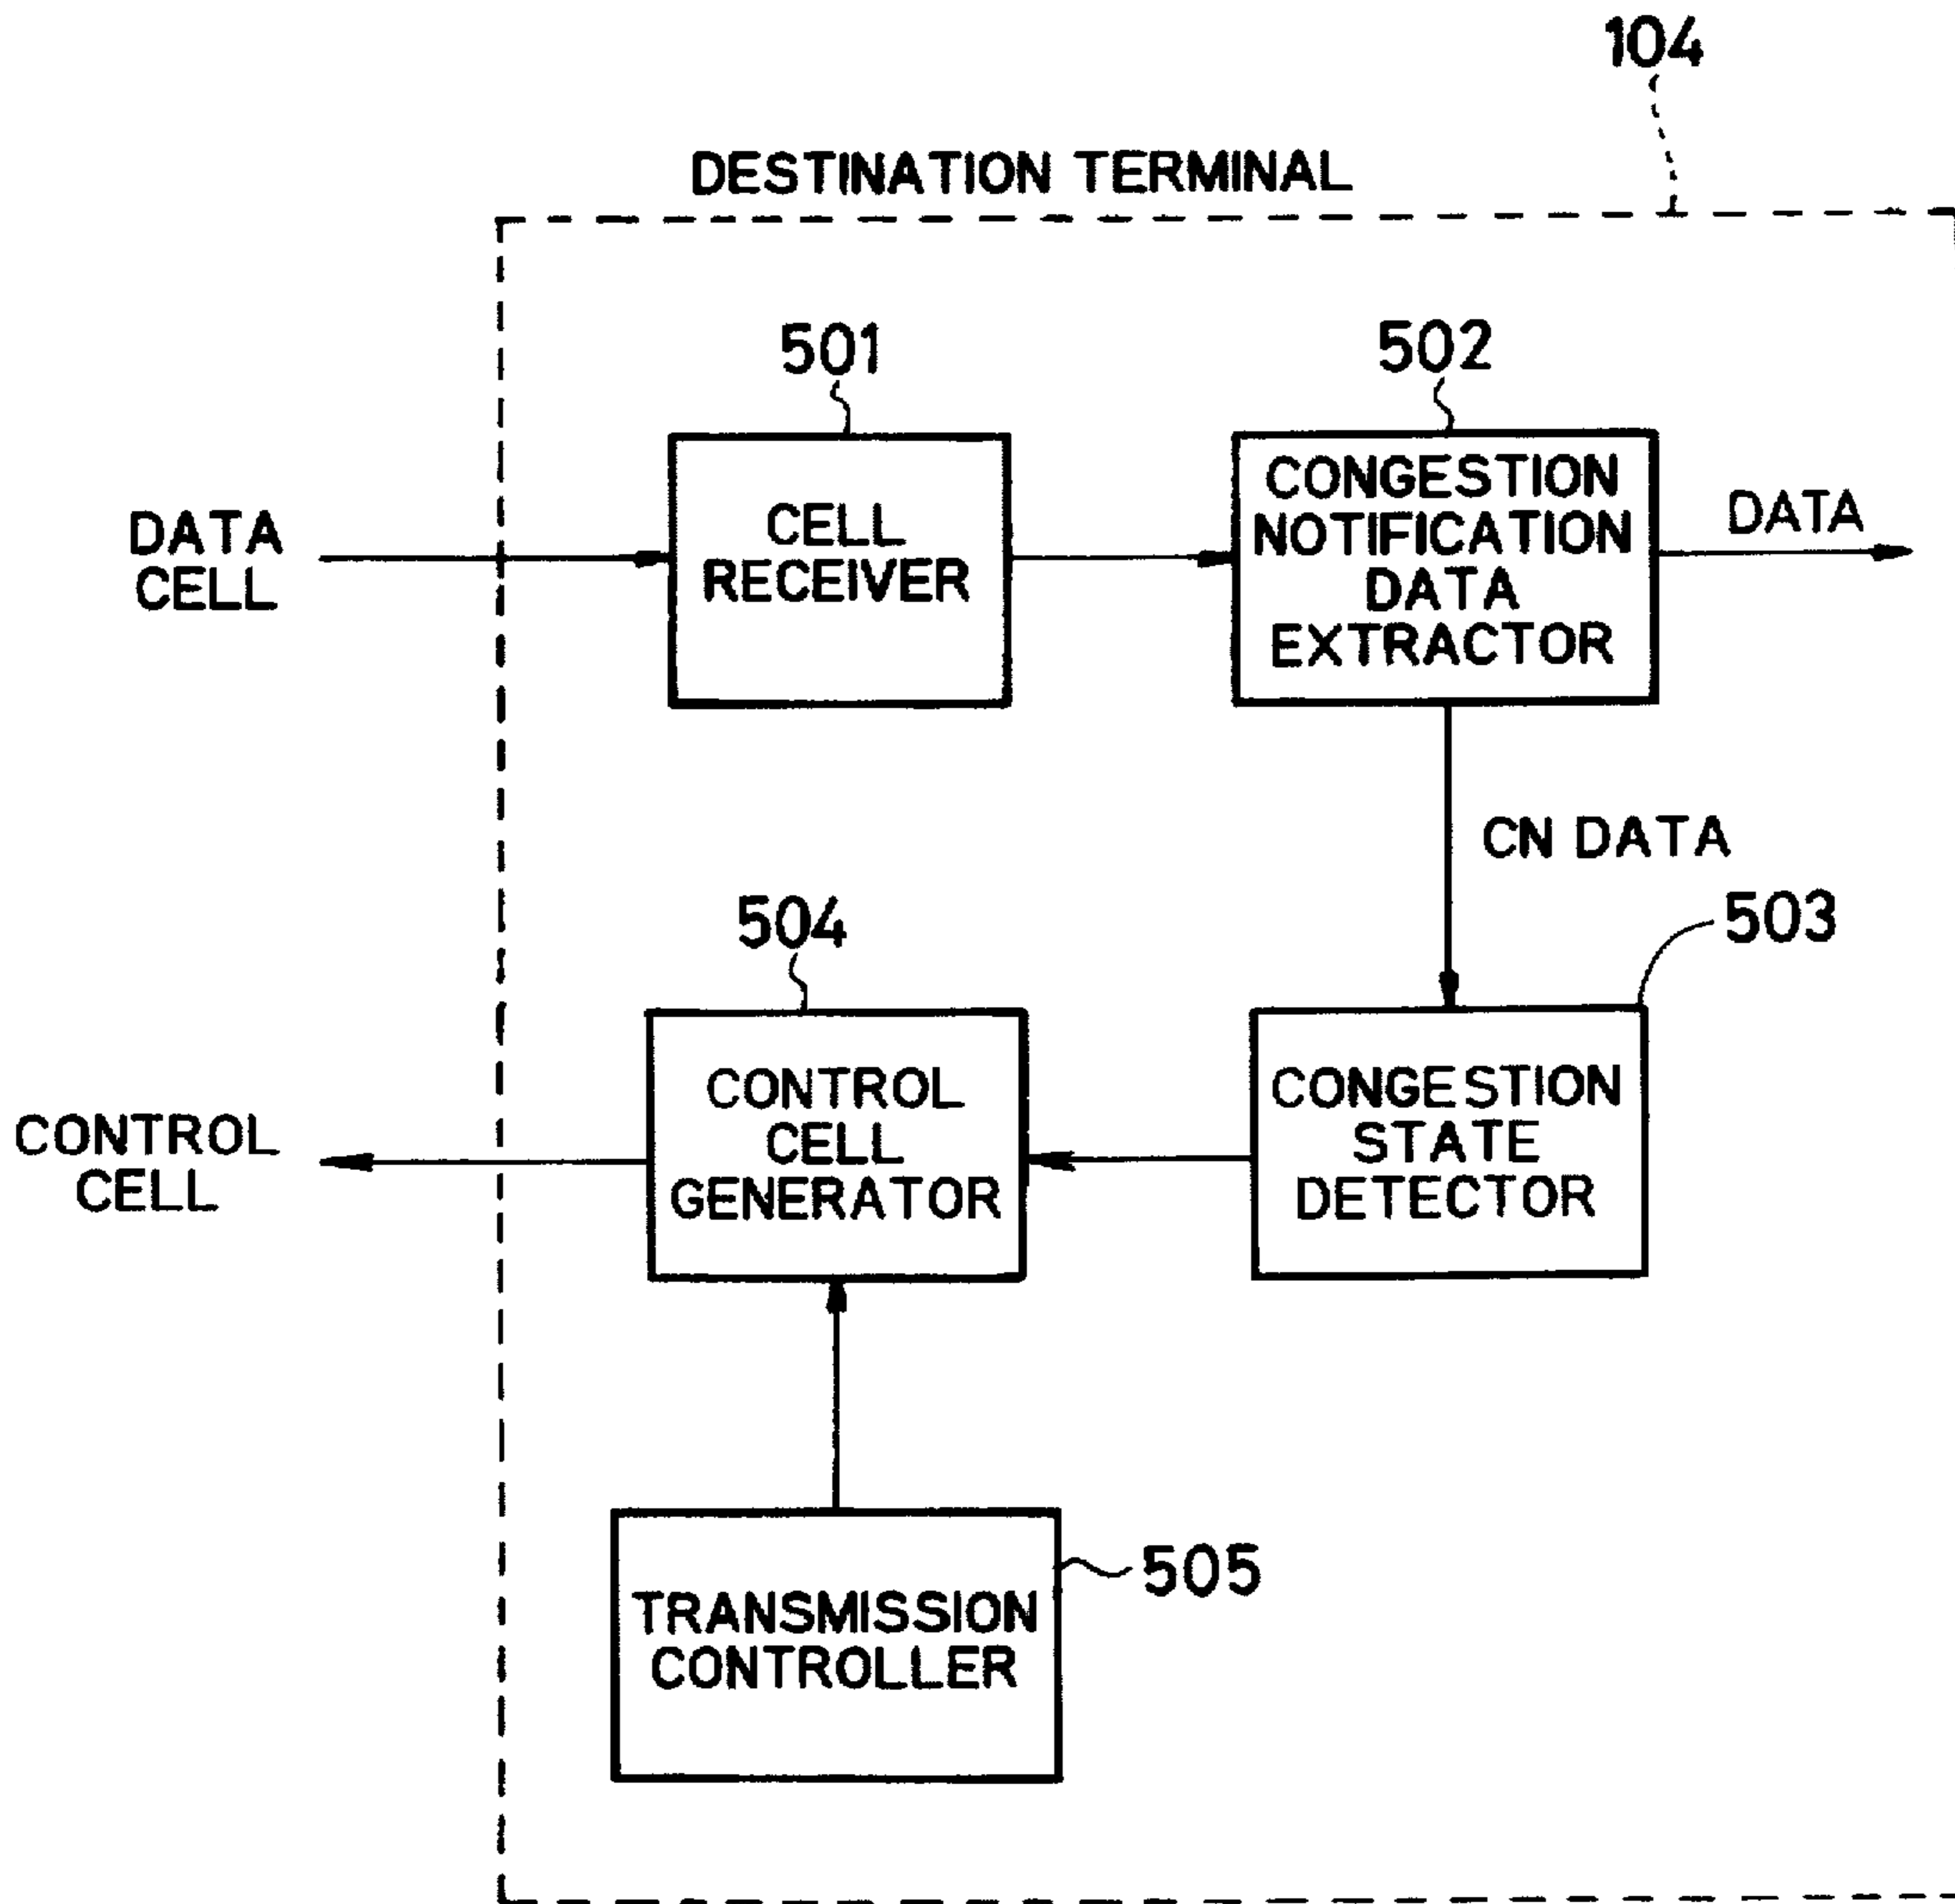 104
DESTINATION TERMINAL
501
502
DATA
CELL
CELL
RECEIVER
CONGESTION
NOTIFICATION
DATA
EXTRACTOR
DATA
CN DATA
503
504
CONTROL
CELL
CONTROL
CELL
GENERATOR
CONGESTION
STATE
DETECTOR
505
TRANSMISSION
CONTROLLER